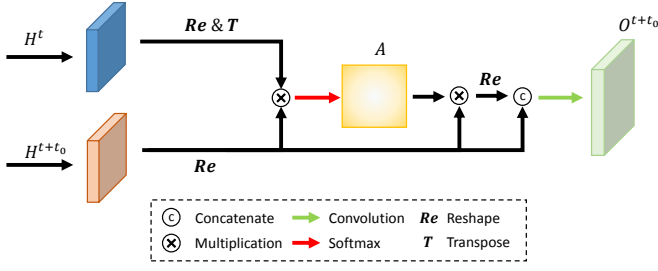 H^t
Re & T
A
O^{t+t_0}
Re
C
H^{t+t_0}
Re
C Concatenate
Convolution
Re Reshape
Multiplication
Softmax
T Transpose